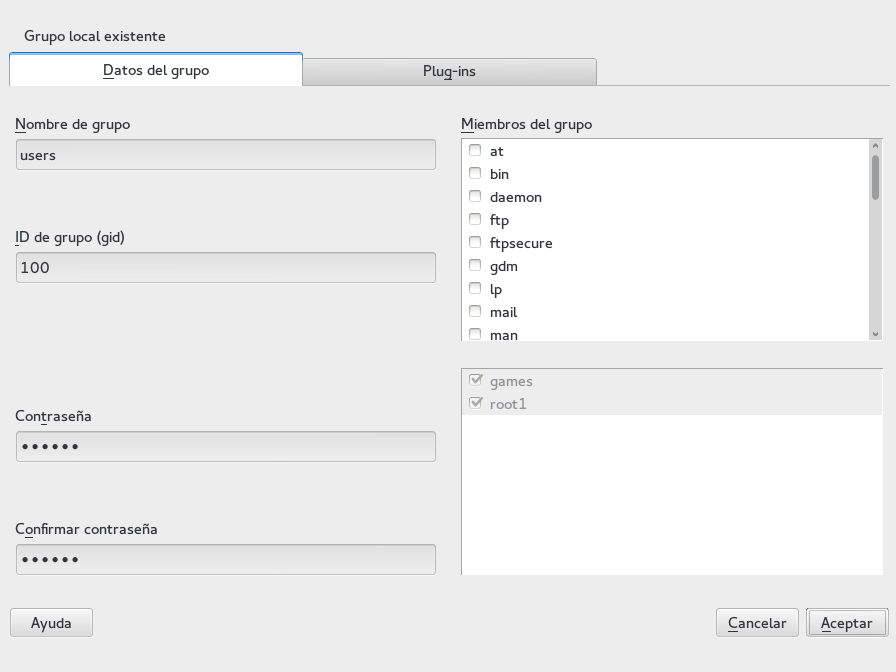 Grupo local existente
Datos del grupo
Plug-ins
Nombre de grupo
users
ID de grupo (gid)
100
Contraseña
••••••
Confirmar contraseña
••••••
Miembros del grupo
at
bin
daemon
ftp
ftpsecure
gdm
lp
mail
man
games
root1
Ayuda
Cancelar
Aceptar